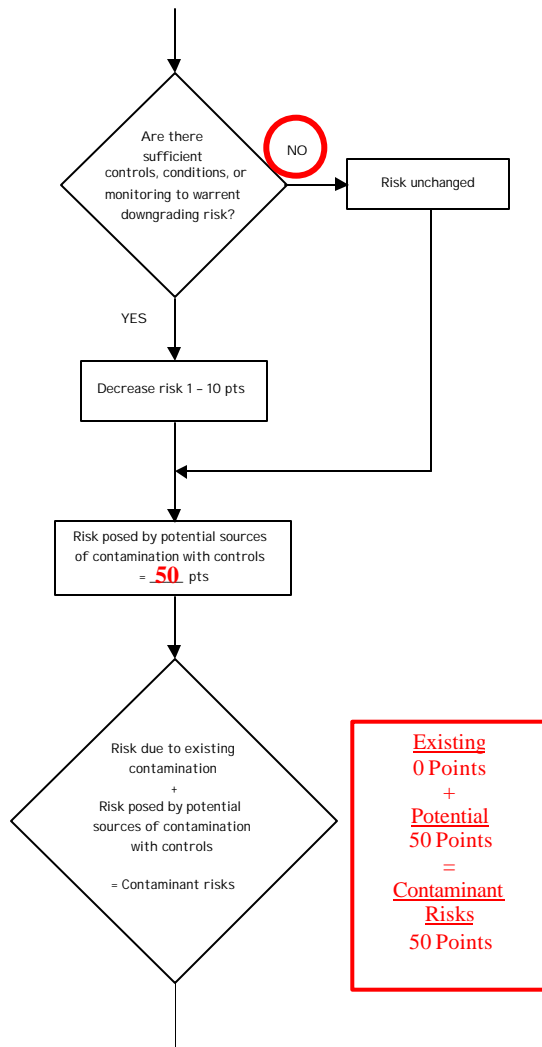 Are there
sufficient
controls, conditions, or
monitoring to warrent
downgrading risk?
NO
Risk unchanged
YES
Decrease risk 1 – 10 pts
Risk posed by potential sources
of contamination with controls
= 50 pts
Risk due to existing
contamination
+
Risk posed by potential
sources of contamination
with controls
= Contaminant risks
Existing
0 Points
+
Potential
50 Points
=
Contaminant
Risks
50 Points